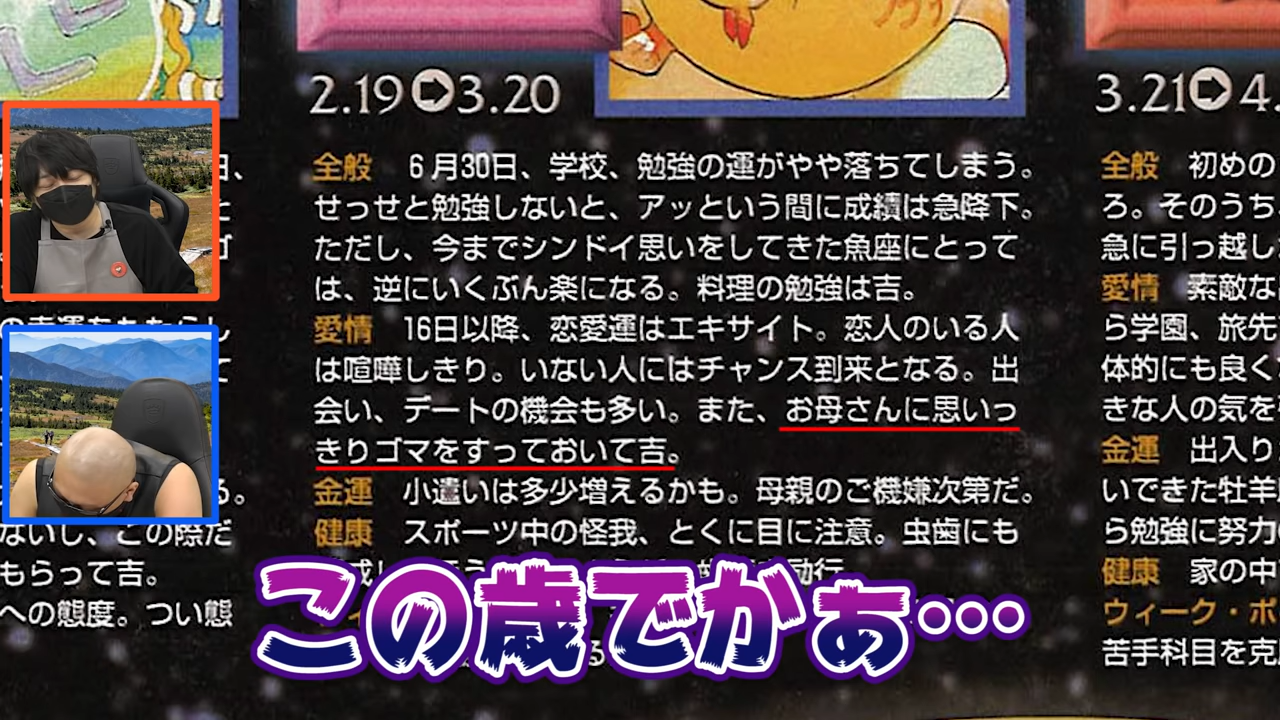 2.19➡3.20
全般 6月30日、学校、勉強の運がやや落ちてしまう。
せっせと勉強しないと、アッという間に成績は急降下。
ただし、今までシンドイ思いをしてきた魚座にとって
は、逆にいくぶん楽になる。料理の勉強は吉。
愛情 16日以降、恋愛運はエキサイト。恋人のいる人
は喧嘩しきり。いない人にはチャンス到来となる。出
会い、デートの機会も多い。また、お母さんに思いっ
きりゴマをすっておいて吉。
金運 小遣いは多少増えるかも。母親のご機嫌次第だ。
健康 スポーツ中の怪我、とくに目に注意。虫歯にも
3.21➡4.
全般 初めの
ろ。そのうち
急に引っ越し
愛情 素敵な
ら学園、旅先
体的にも良く
きな人の気を
金運 出入り
いできた牡羊
ら勉強に努力
健康 家の中
ウィーク・ポ
苦手科目を克
ないし、この際だ
もらって吉。
への態度。つい態
この歳でかぁ…